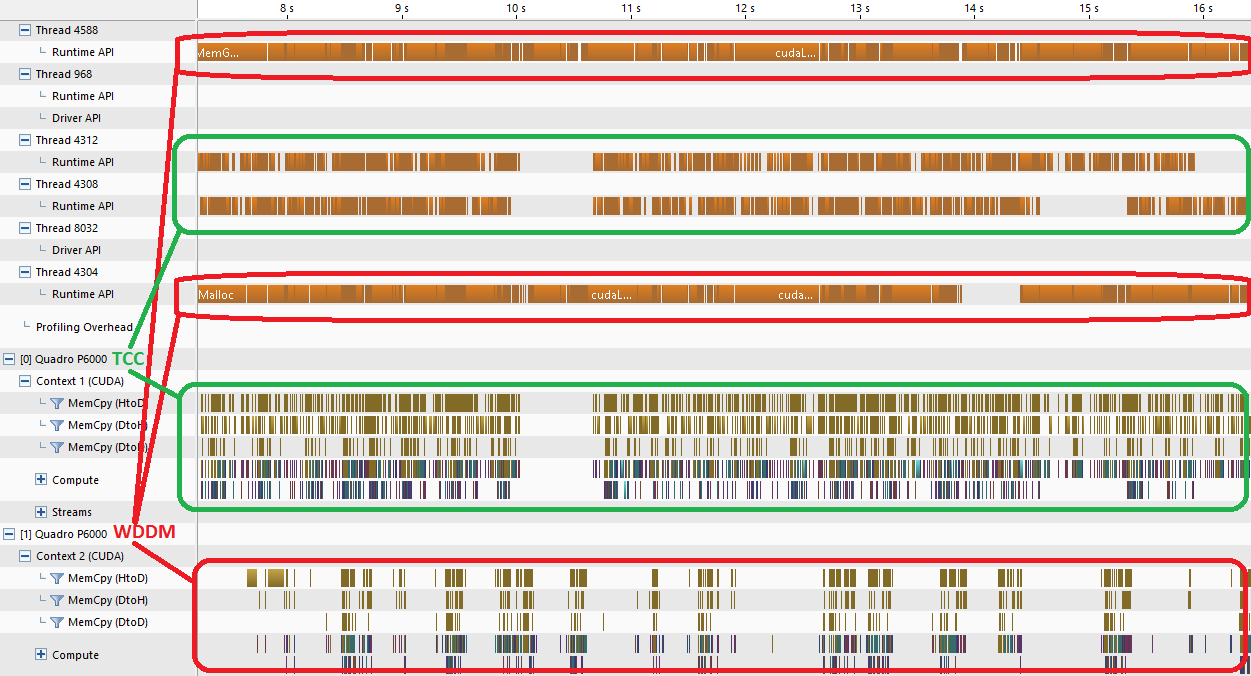 8 s 9 s 10 s 11 s 12 s 13 s 14 s 15 s 16 s
Thread 4588
Runtime API MemG... cudaL...
Thread 968
Runtime API
Driver API
Thread 4312
Runtime API
Thread 4308
Runtime API
Thread 8032
Driver API
Thread 4304
Runtime API Malloc cudaL... cuda...
Profiling Overhead
[0] Quadro P6000 TCC
Context 1 (CUDA)
MemCpy (HtoD
MemCpy (DtoH
MemCpy (DtoD
Compute
Streams
[1] Quadro P6000 WDDM
Context 2 (CUDA)
MemCpy (HtoD)
MemCpy (DtoH)
MemCpy (DtoD)
Compute